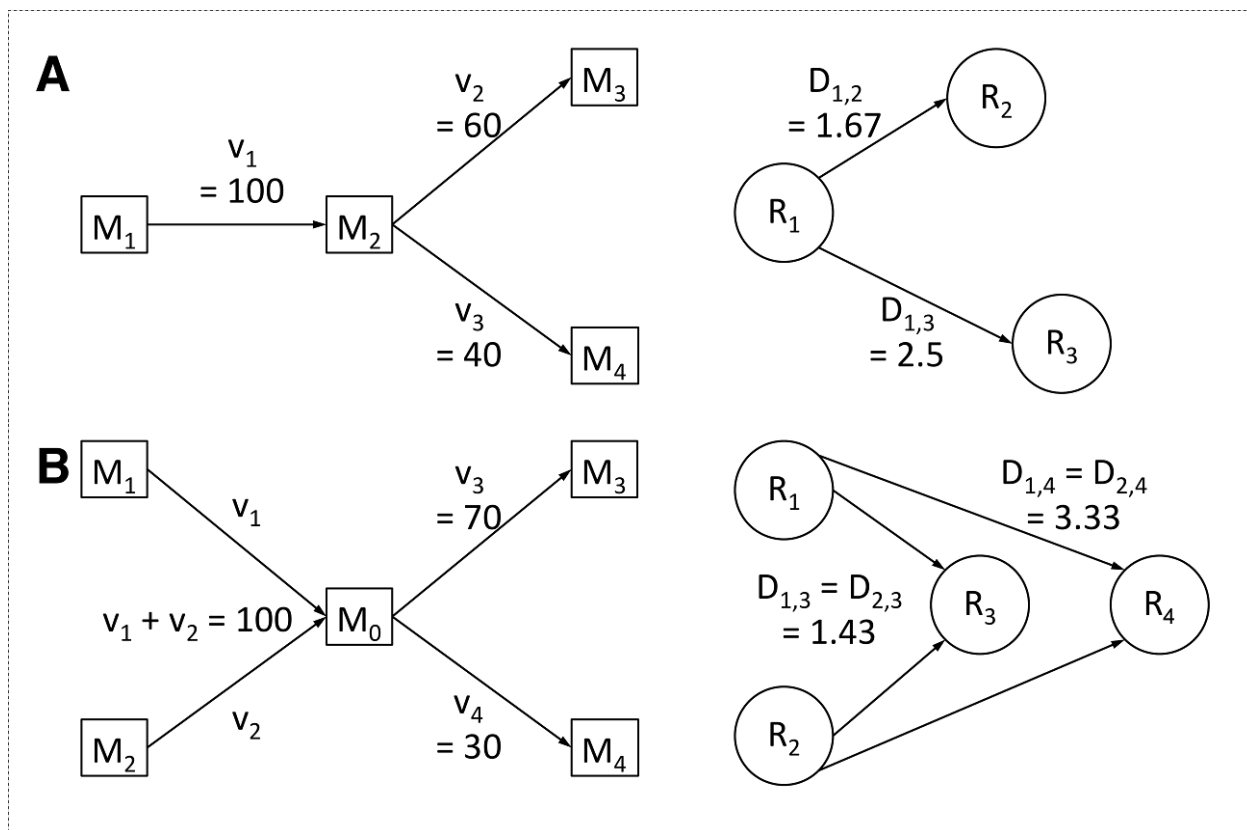 A
v₁
= 100
v₂
= 60
v₃
= 40
M₁
M₂
M₃
M₄
D₁,₂
= 1.67
D₁,₃
= 2.5
R₁
R₂
R₃
B
M₁
v₁
v₁ + v₂ = 100
M₂
v₂
M₀
v₃
= 70
v₄
= 30
M₃
M₄
R₁
D₁,₄ = D₂,₄
= 3.33
D₁,₃ = D₂,₃
= 1.43
R₃
R₄
R₂